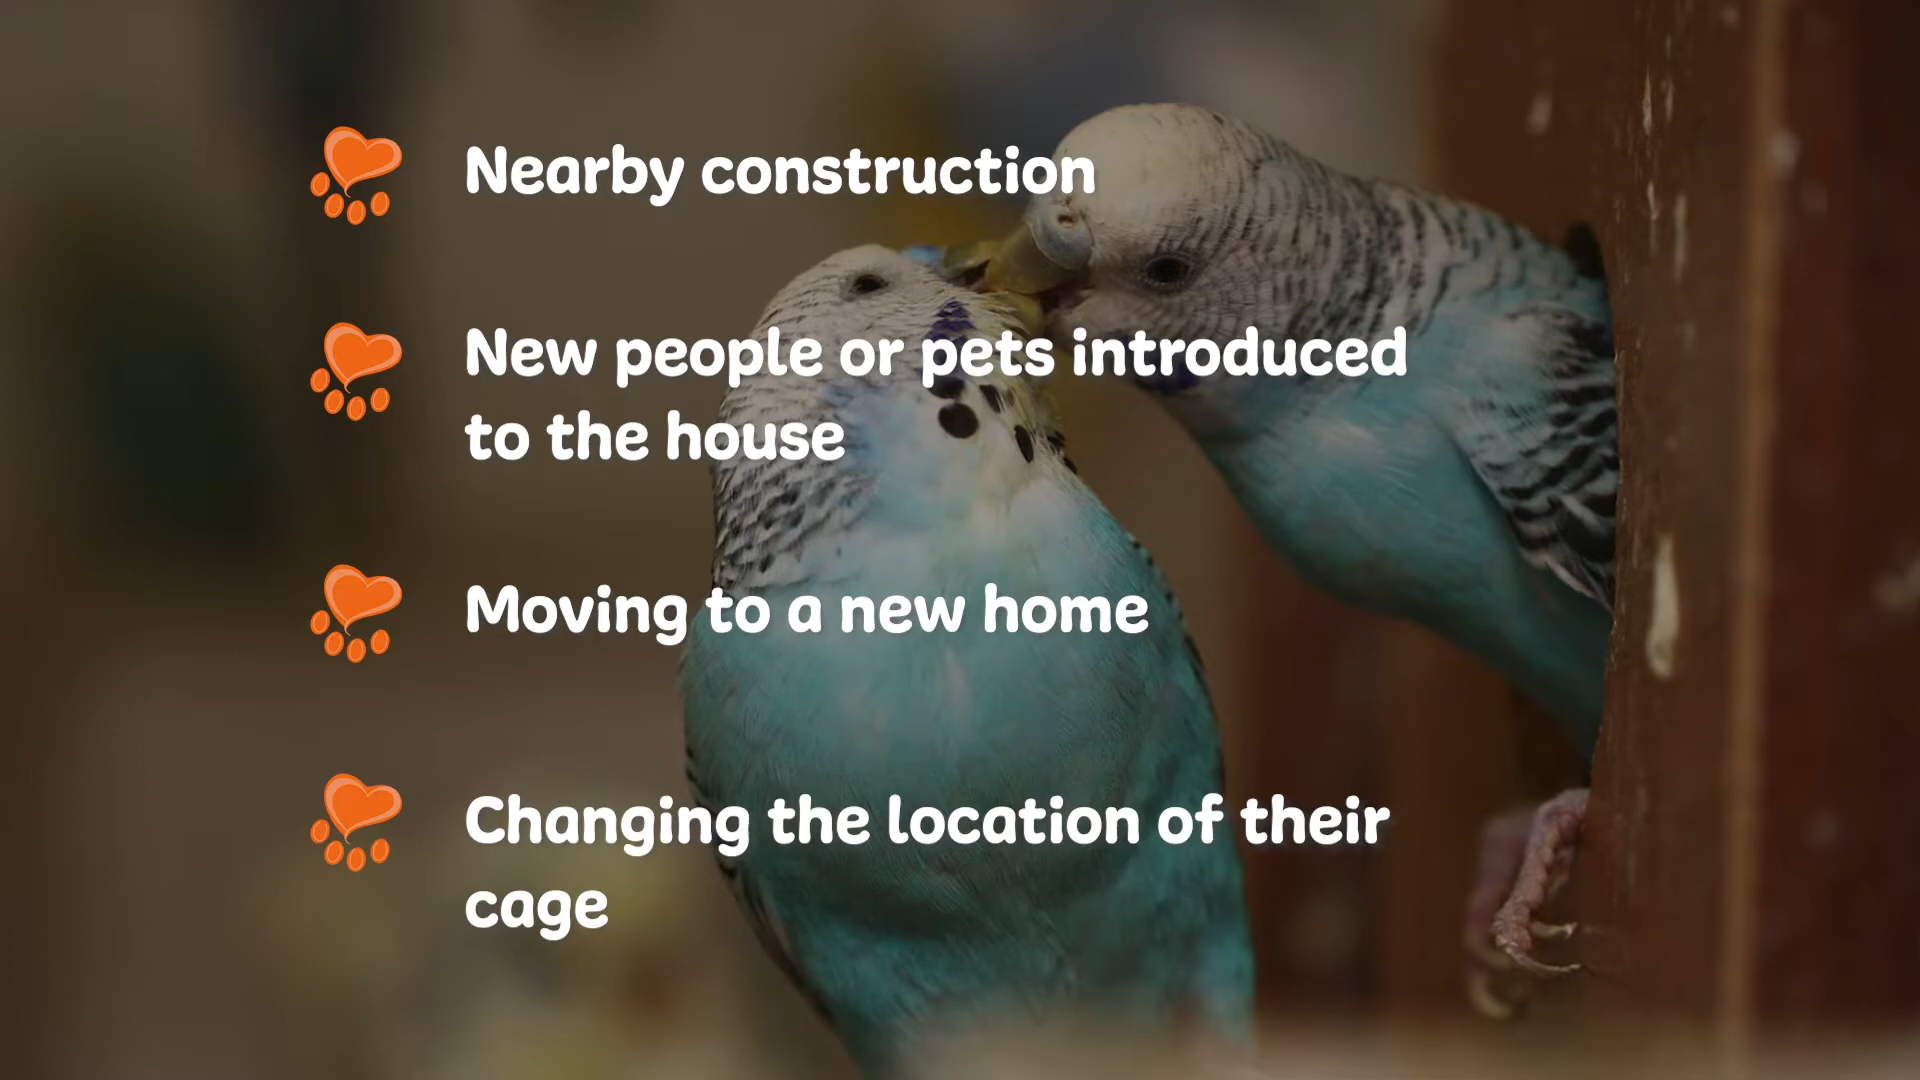 Nearby construction
New people or pets introduced
to the house
Moving to a new home
Changing the location of their
cage